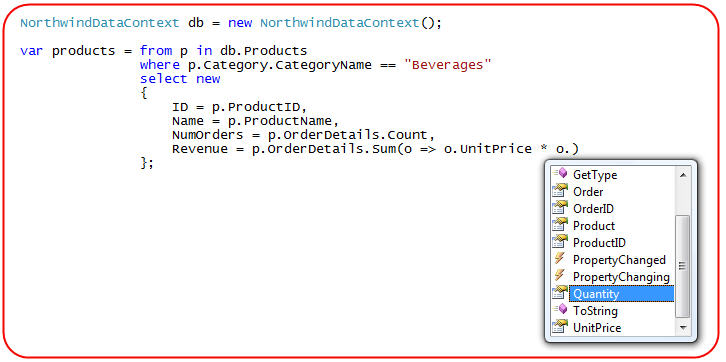 NorthwindDataContext db = new NorthwindDataContext();
var products = from p in db.Products
where p.Category.CategoryName == "Beverages"
select new
{
ID = p.ProductID,
Name = p.ProductName,
NumOrders = p.OrderDetails.Count,
Revenue = p.OrderDetails.Sum(o => o.UnitPrice * o.)
};
GetType
Order
OrderID
Product
ProductID
PropertyChanged
PropertyChanging
Quantity
ToString
UnitPrice